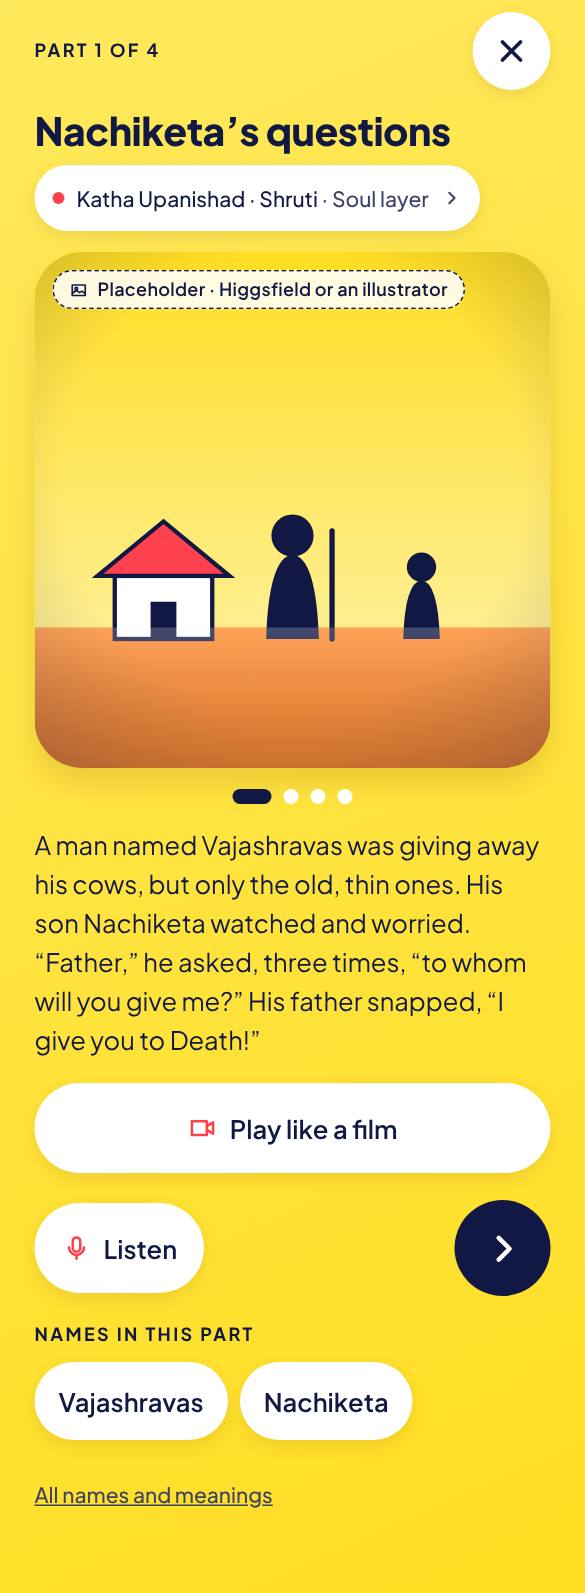 PART 1 OF 4
Nachiketa’s questions
Katha Upanishad · Shruti · Soul layer
Placeholder · Higgsfield or an illustrator
A man named Vajashravas was giving away
his cows, but only the old, thin ones. His
son Nachiketa watched and worried.
“Father,” he asked, three times, “to whom
will you give me?” His father snapped, “I
give you to Death!”
Play like a film
Listen
NAMES IN THIS PART
Vajashravas
Nachiketa
All names and meanings